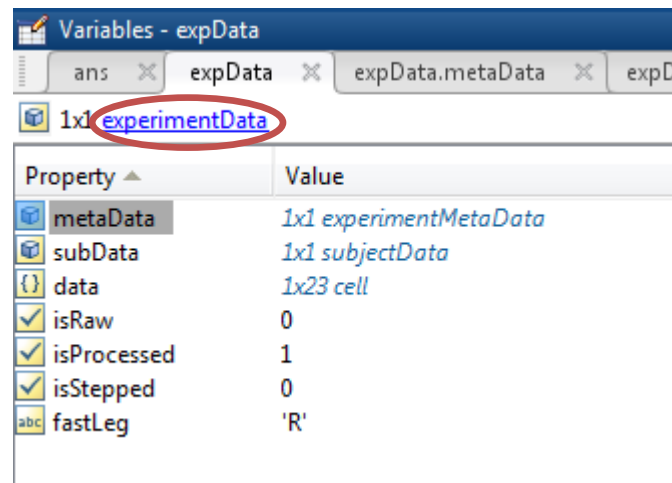 Variables - expData
ans expData expData.metaData expD
1x1 experimentData
Property Value
metaData 1x1 experimentMetaData
subData 1x1 subjectData
{} data 1x23 cell
isRaw 0
isProcessed 1
isStepped 0
abc fastLeg 'R'